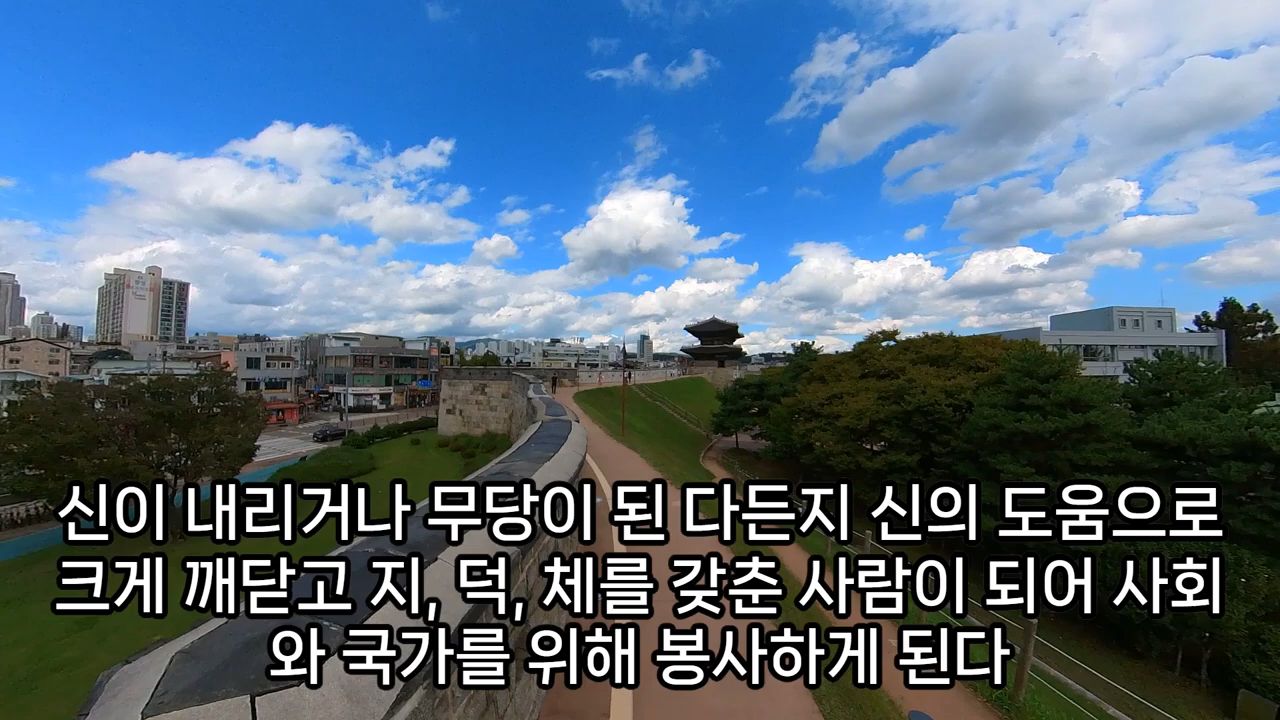 신이 내리거나 무당이 된 다든지 신의 도움으로
크게 깨닫고 지, 덕, 체를 갖춘 사람이 되어 사회
와 국가를 위해 봉사하게 된다